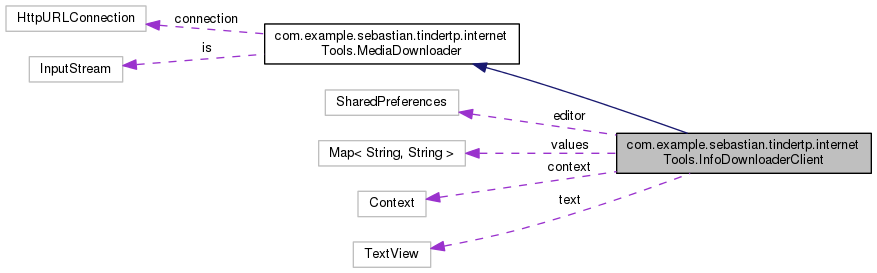 HttpURLConnection
connection
com.example.sebastian.tindertp.internet
Tools.MediaDownloader
is
InputStream
SharedPreferences
editor
com.example.sebastian.tindertp.internet
Tools.InfoDownloaderClient
Map< String, String >
values
context
Context
text
TextView